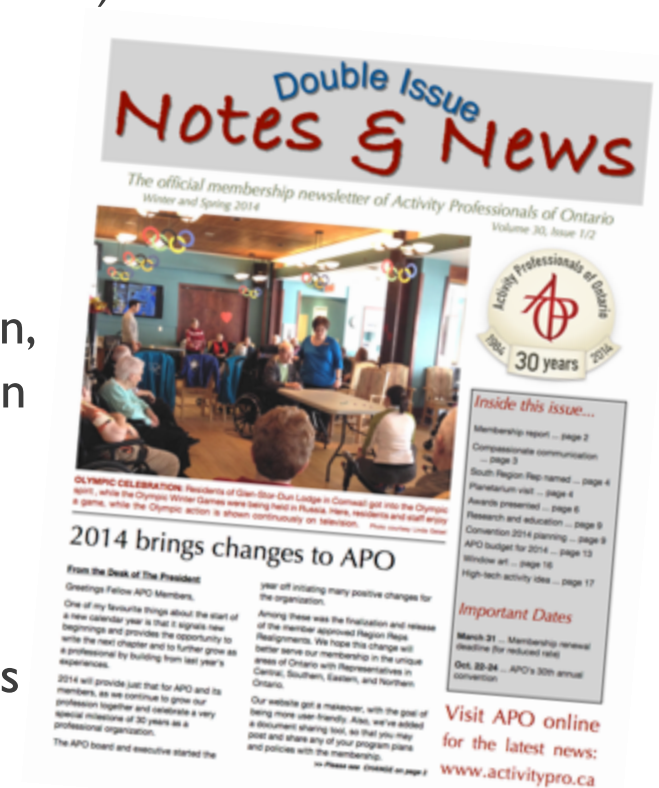 n,
n
s
Double Issue
Notes & News
The official membership newsletter of Activity Professionals of Ontario
Winter and Spring 2014
Volume 30, Issue 1/2
Activity Professionals of Ontario
APO
1984 30 years 2014
OLYMPIC CELEBRATION: Residents of Glen-Stor-Dun Lodge in Cornwall got into the Olympic
spirit, while the Olympic Winter Games were being held in Russia. Here, residents and staff enjoy
a game, while the Olympic action is shown continuously on television. Photo courtesy Linda
2014 brings changes to APO
From the Desk of The President
Greetings Fellow APO Members,
One of my favourite things about the start of
a new calendar year is that it signals new
beginnings and provides the opportunity to
write the next chapter and to further grow as
a professional by building from last year's
experiences.
2014 will provide just that for APO and its
members, as we continue to grow our
profession together and celebrate a very
special milestone of 30 years as a
professional organization.
The APO board and executive started the
year off initiating many positive changes for
the organization.
Among these was the finalization and release
of the member approved Region Reps
Realignments. We hope this change will
better serve our membership in the unique
areas of Ontario with Representatives in
Central, Southern, Eastern, and Northern
Ontario.
Our website got a makeover, with the goal of
being more user-friendly. Also, we've added
a document sharing tool, so that you may
post and share any of your program plans
and policies with the membership.
>> Please see CHANGE on page 2
Inside this issue...
Membership report ... page 2
Compassionate communication
... page 3
South Region Rep named ... page 4
Planetarium visit ... page 4
Awards presented ... page 6
Research and education ... page 9
Convention 2014 planning ... page 9
APO budget for 2014 ... page 13
Window art ... page 16
High-tech activity idea ... page 17
Important Dates
March 31 ... Membership renewal
deadline (for reduced rate)
Oct. 22-24 ... APO's 30th annual
convention
Visit APO online
for the latest news:
www.activitypro.ca